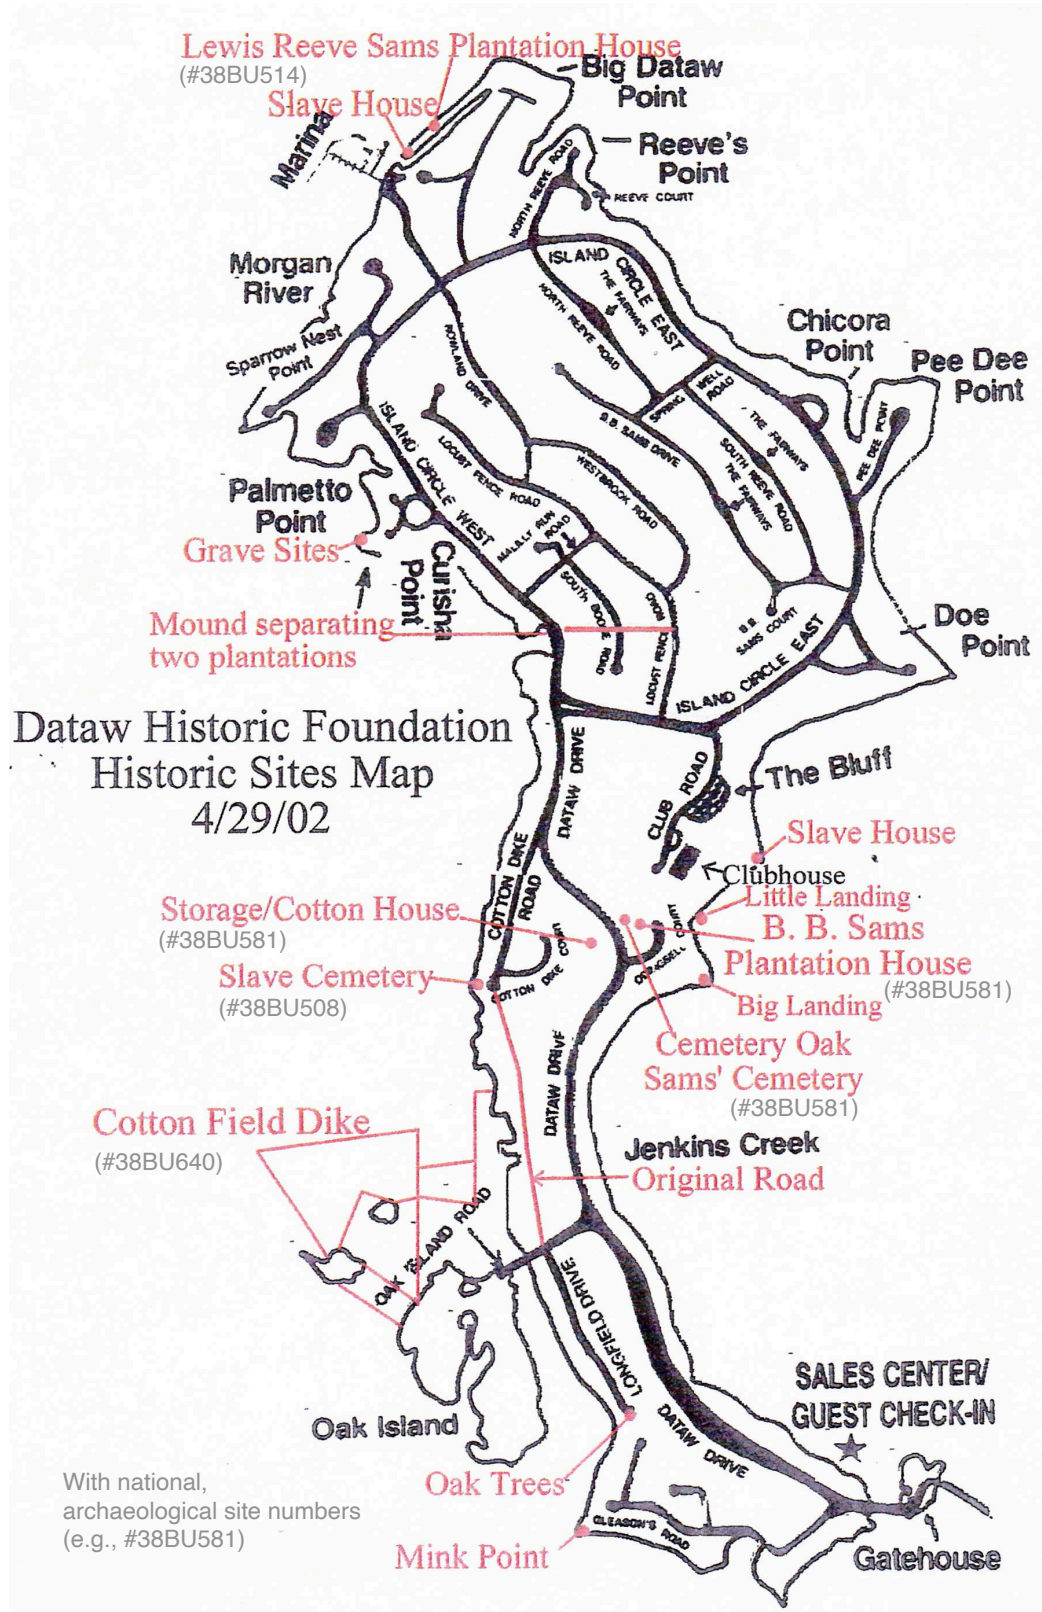 Lewis Reeve Sams Plantation House
(#38BU514)
Slave House
Big Dataw
Point
Marina
Reeve's
Point
NORTH REEVE ROAD
REEVE COURT
Morgan
River
ISLAND CIRCLE EAST
THE FAIRWAYS
NORTH REEVE ROAD
Chicora
Point
Pee Dee
Point
Sparrow Nest
Point
ROWLAND DRIVE
SPRING WELL
ROAD
PEE DEE POINT
ISLAND CIRCLE WEST
LOCUST FENCE ROAD
B.B. SAMS DRIVE
THE FAIRWAYS
SOUTH REEVE ROAD
THE FAIRWAYS
WESTBROOK ROAD
Palmetto
Point
Grave Sites
Curisha
Point
ROAD
SOUTH BOONE ROAD
Mound separating
two plantations
LOCUST FENCE ROAD
B.B.
SAMS COURT
Doe
Point
ISLAND CIRCLE EAST
Dataw Historic Foundation
Historic Sites Map
4/29/02
DATAW DRIVE
CLUB ROAD
The Bluff
Slave House
Clubhouse
Little Landing
COTTON DIKE
ROAD
Storage/Cotton House
(#38BU581)
B. B. Sams
Plantation House
(#38BU581)
COTTON DIKE COURT
Slave Cemetery
(#38BU508)
Big Landing
Cemetery Oak
Sams' Cemetery
(#38BU581)
DATAW DRIVE
Cotton Field Dike
(#38BU640)
Jenkins Creek
Original Road
OAK ISLAND ROAD
LONGFIELD DRIVE
Oak Island
SALES CENTER/
GUEST CHECK-IN
DATAW DRIVE
Oak Trees
With national,
archaeological site numbers
(e.g., #38BU581)
GLEASON'S ROAD
Mink Point
Gatehouse